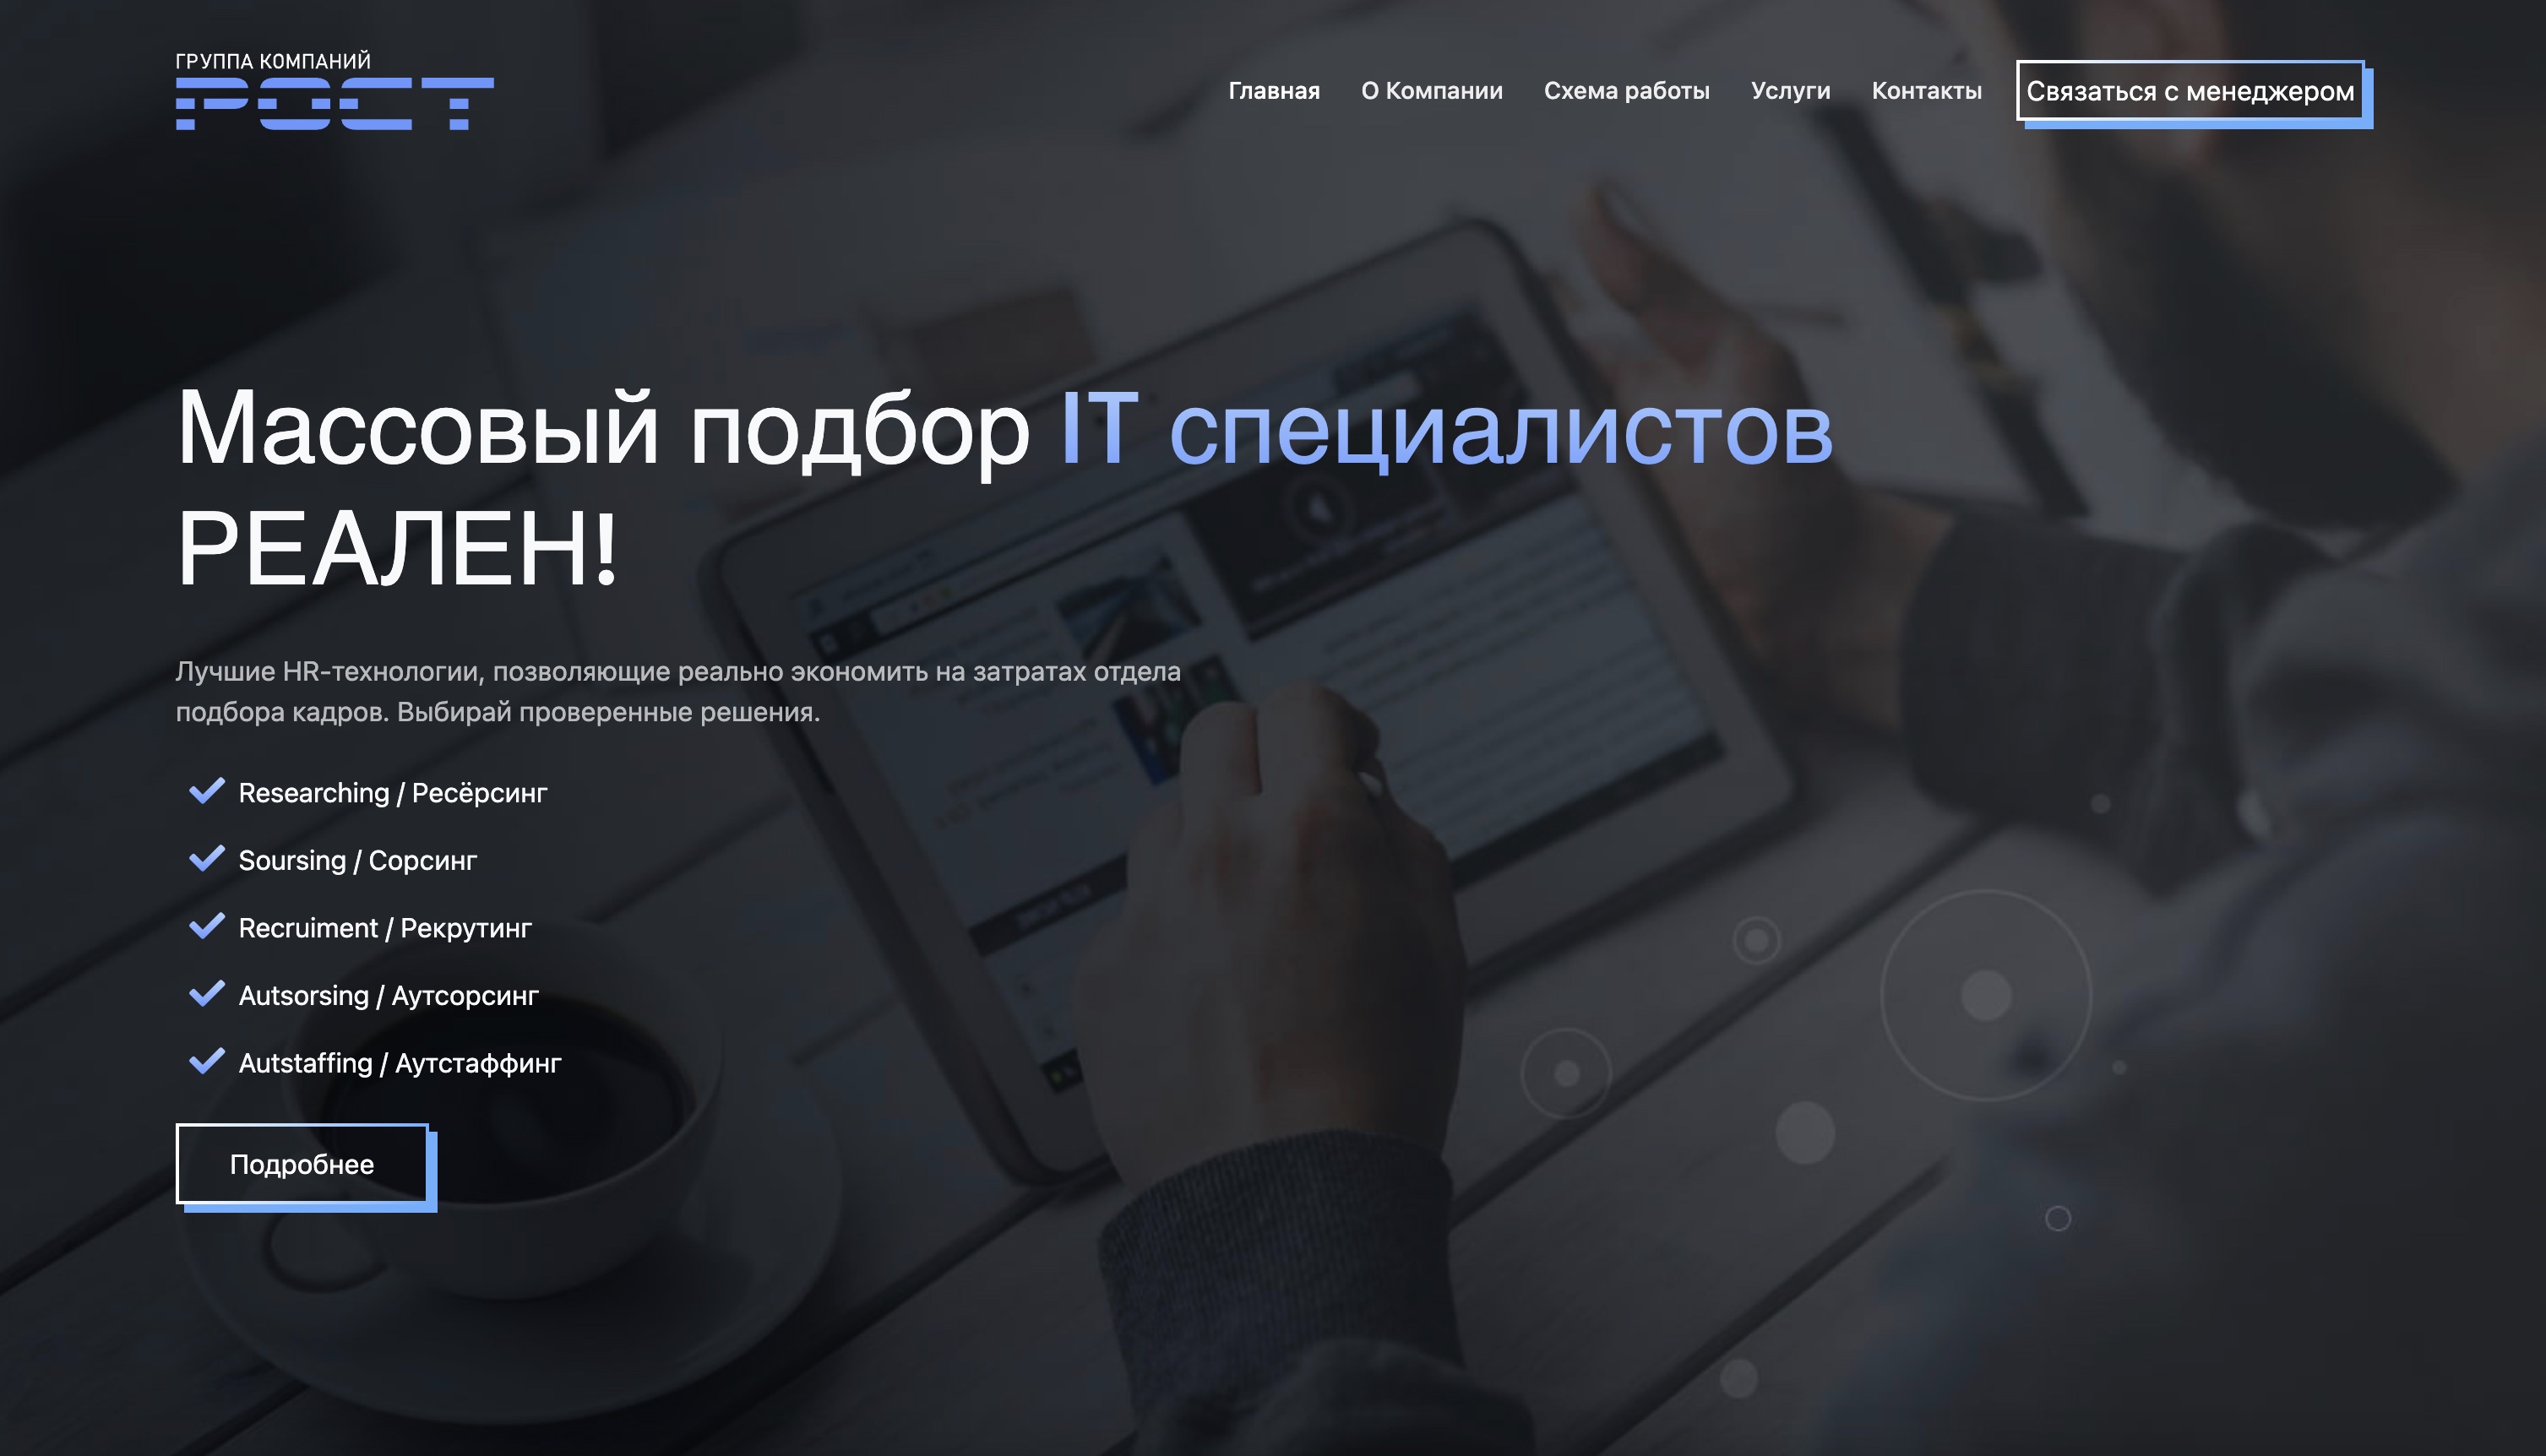 ГРУППА КОМПАНИЙ
РОСТ
Главная
О Компании
Схема работы
Услуги
Контакты
Связаться с менеджером
Массовый подбор IT специалистов
РЕАЛЕН!
Лучшие HR-технологии, позволяющие реально экономить на затратах отдела
подбора кадров. Выбирай проверенные решения.
Researching / Ресёрсинг
Soursing / Сорсинг
Recruiment / Рекрутинг
Autsorsing / Аутсорсинг
Autstaffing / Аутстаффинг
Подробнее